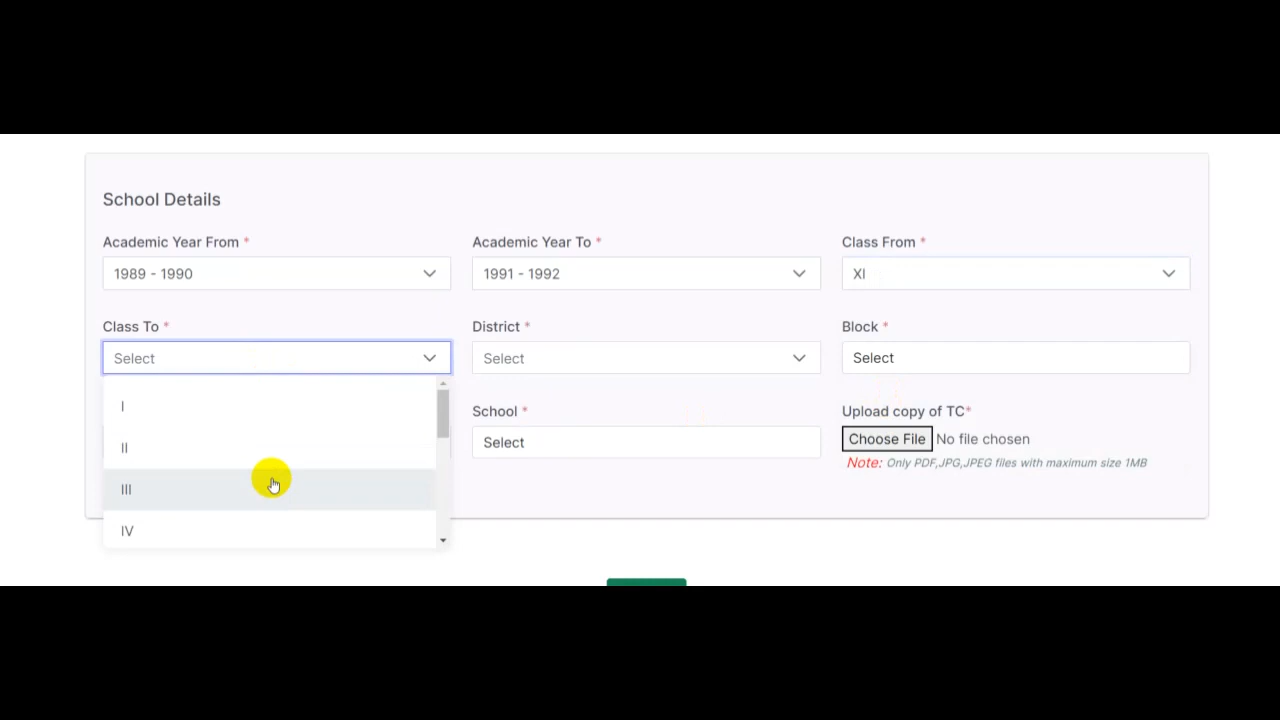 School Details
Academic Year From *
Academic Year To *
Class From *
1989 - 1990
1991 - 1992
XI
Class To *
District *
Block *
Select
Select
Select
I
II
III
IV
School *
Upload copy of TC*
Select
Choose File No file chosen
Note: Only PDF,JPG,JPEG files with maximum size 1MB